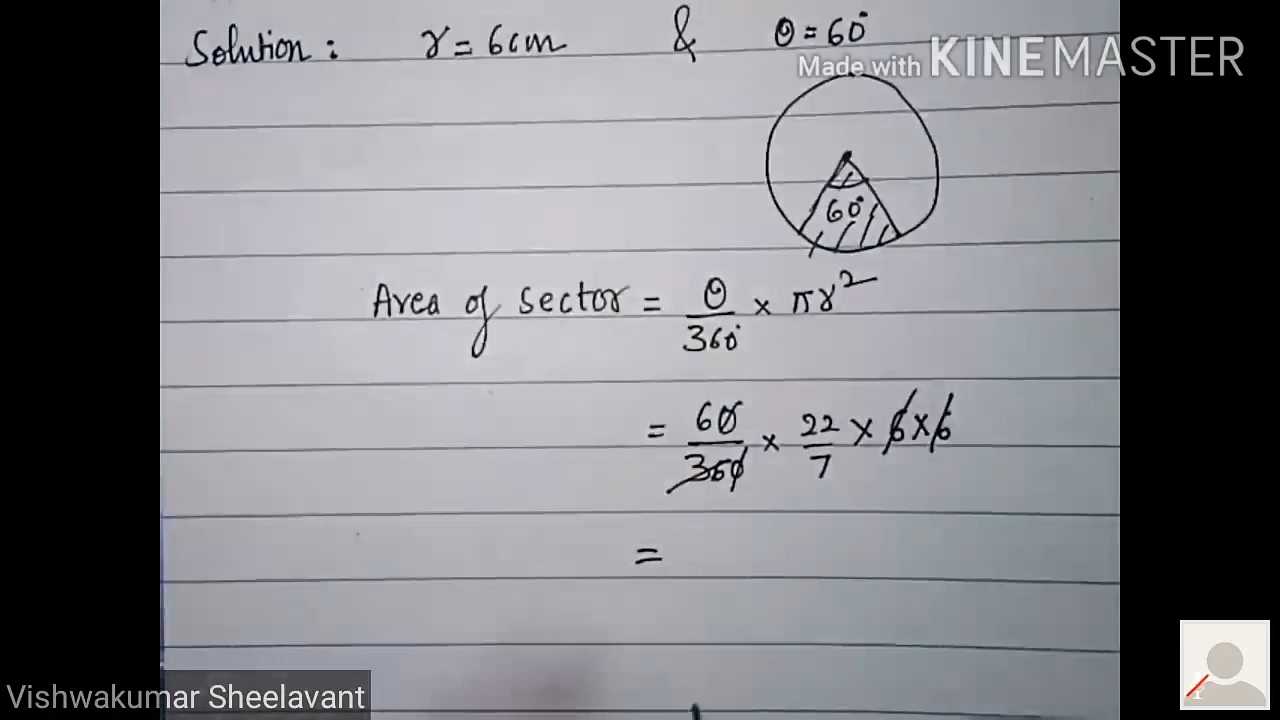 Solution: r = 6cm & θ = 60°
Made with KINEMASTER
60°
Area of sector = θ/360° × πr²
= 60/360 × 22/7 × 6×6
=
Vishwakumar Sheelavant